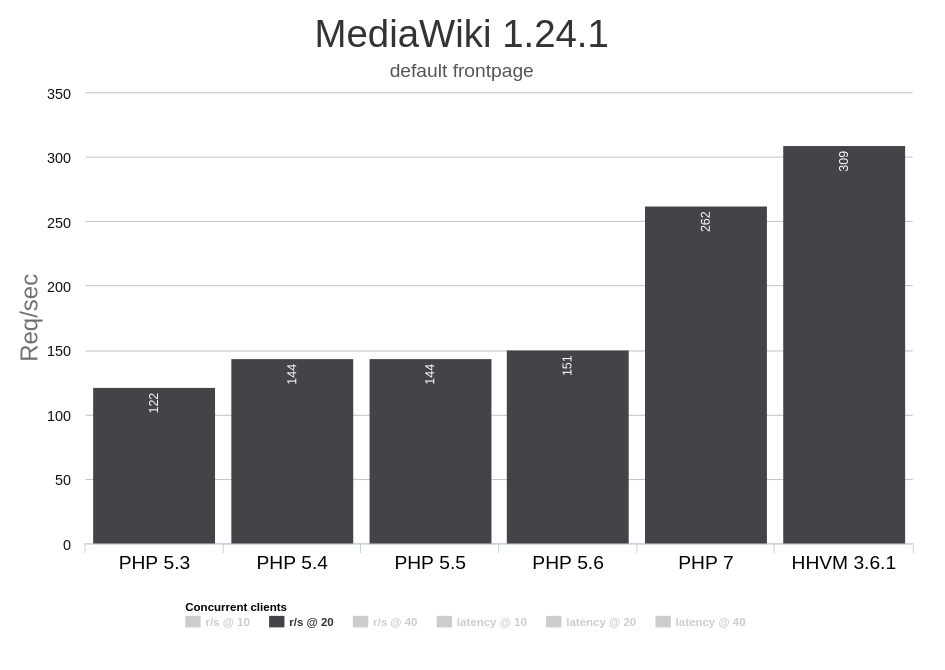 MediaWiki 1.24.1
default frontpage
Req/sec
350
300
250
200
150
100
50
0
122
144
144
151
262
309
PHP 5.3 PHP 5.4 PHP 5.5 PHP 5.6 PHP 7 HHVM 3.6.1
Concurrent clients
r/s @ 10 r/s @ 20 r/s @ 40 latency @ 10 latency @ 20 latency @ 40